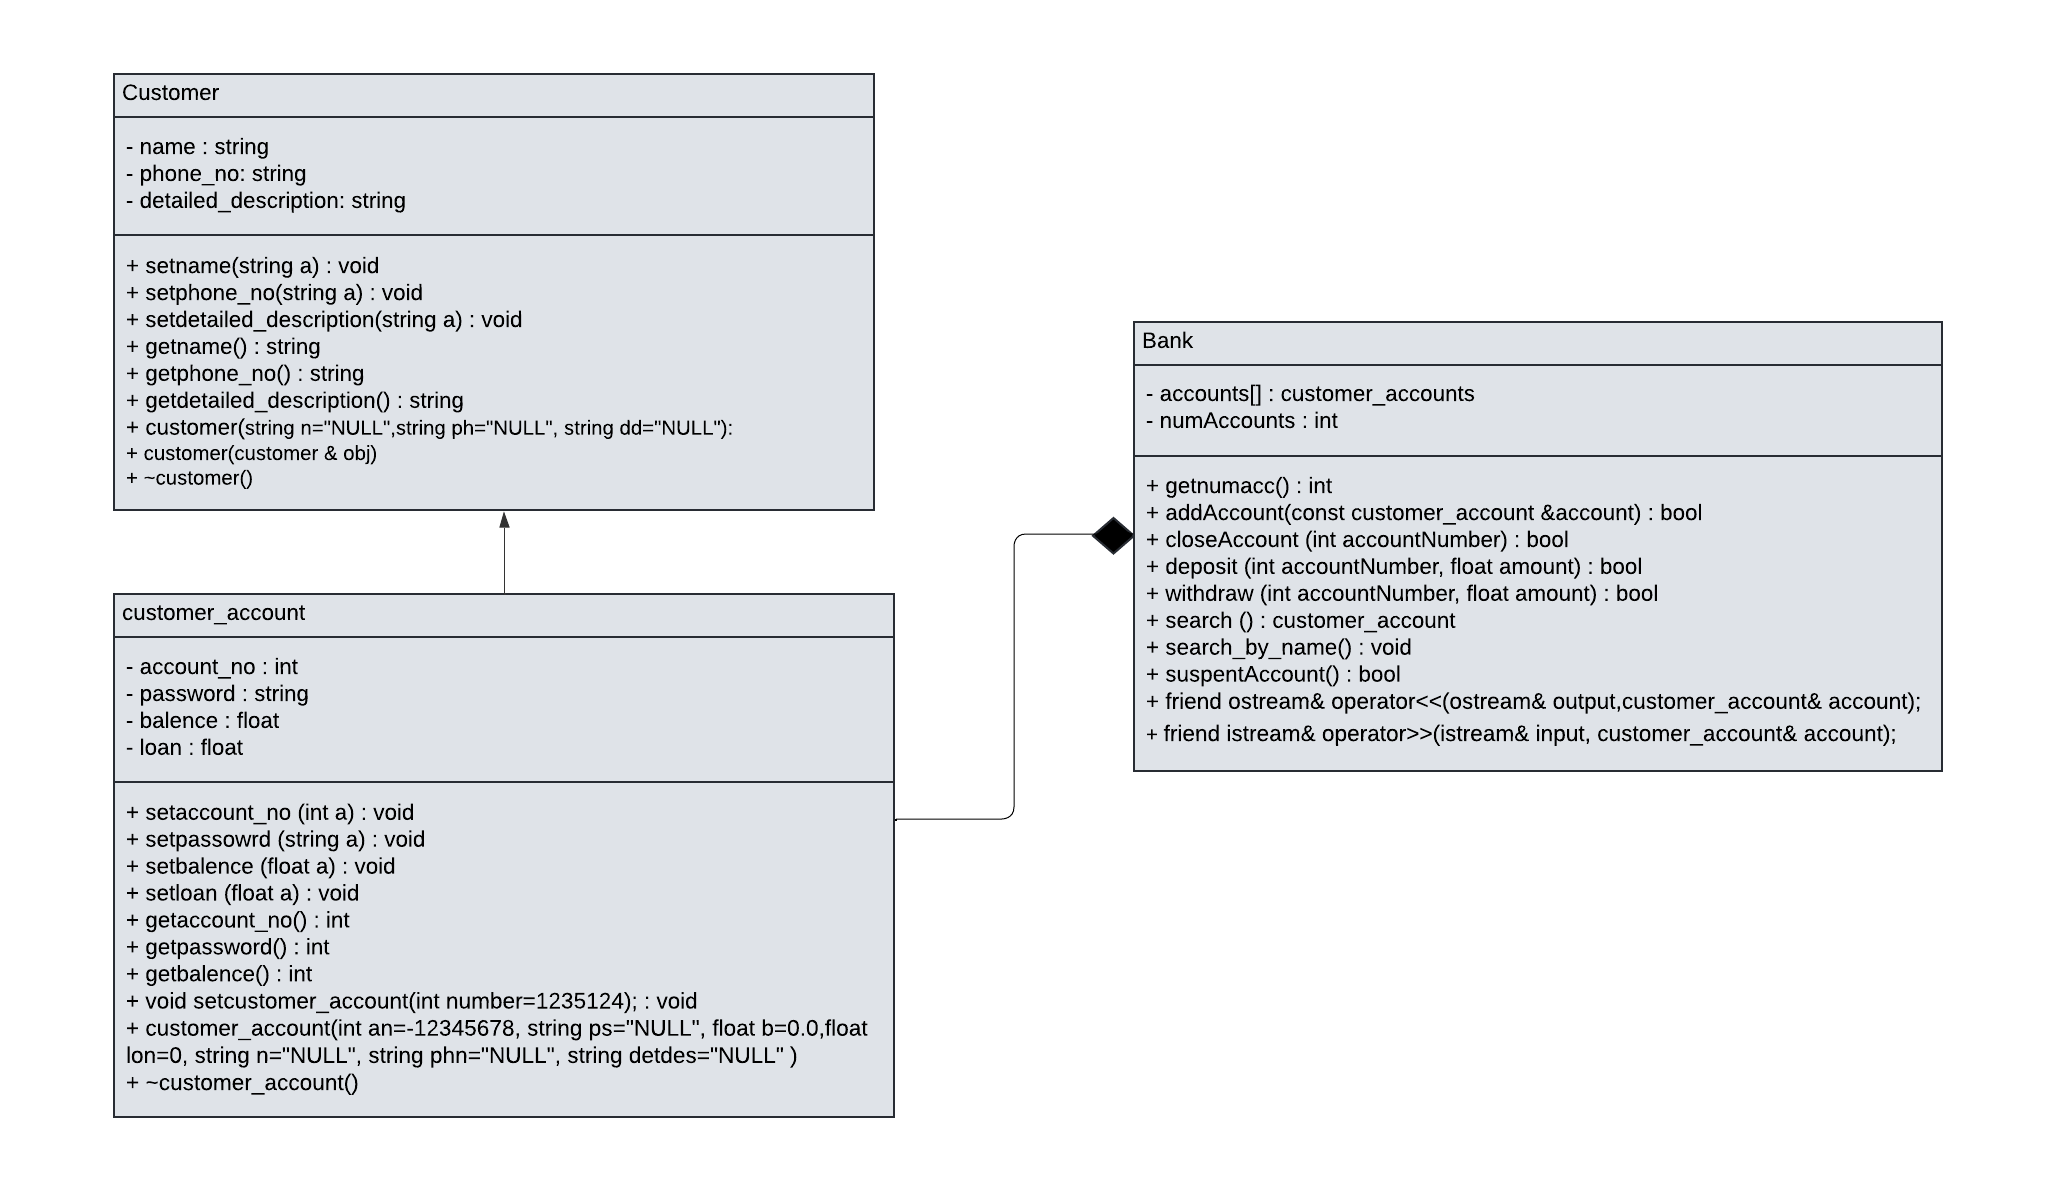 Customer
- name : string
- phone_no: string
- detailed_description: string
+ setname(string a) : void
+ setphone_no(string a) : void
+ setdetailed_description(string a) : void
+ getname() : string
+ getphone_no() : string
+ getdetailed_description() : string
+ customer(string n="NULL",string ph="NULL", string dd="NULL"):
+ customer(customer & obj)
+ ~customer()
customer_account
- account_no : int
- password : string
- balence : float
- loan : float
+ setaccount_no (int a) : void
+ setpassowrd (string a) : void
+ setbalence (float a) : void
+ setloan (float a) : void
+ getaccount_no() : int
+ getpassword() : int
+ getbalence() : int
+ void setcustomer_account(int number=1235124); : void
+ customer_account(int an=-12345678, string ps="NULL", float b=0.0,float
lon=0, string n="NULL", string phn="NULL", string detdes="NULL" )
+ ~customer_account()
Bank
- accounts[] : customer_accounts
- numAccounts : int
+ getnumacc() : int
+ addAccount(const customer_account &account) : bool
+ closeAccount (int accountNumber) : bool
+ deposit (int accountNumber, float amount) : bool
+ withdraw (int accountNumber, float amount) : bool
+ search () : customer_account
+ search_by_name() : void
+ suspentAccount() : bool
+ friend ostream& operator<<(ostream& output,customer_account& account);
+ friend istream& operator>>(istream& input, customer_account& account);